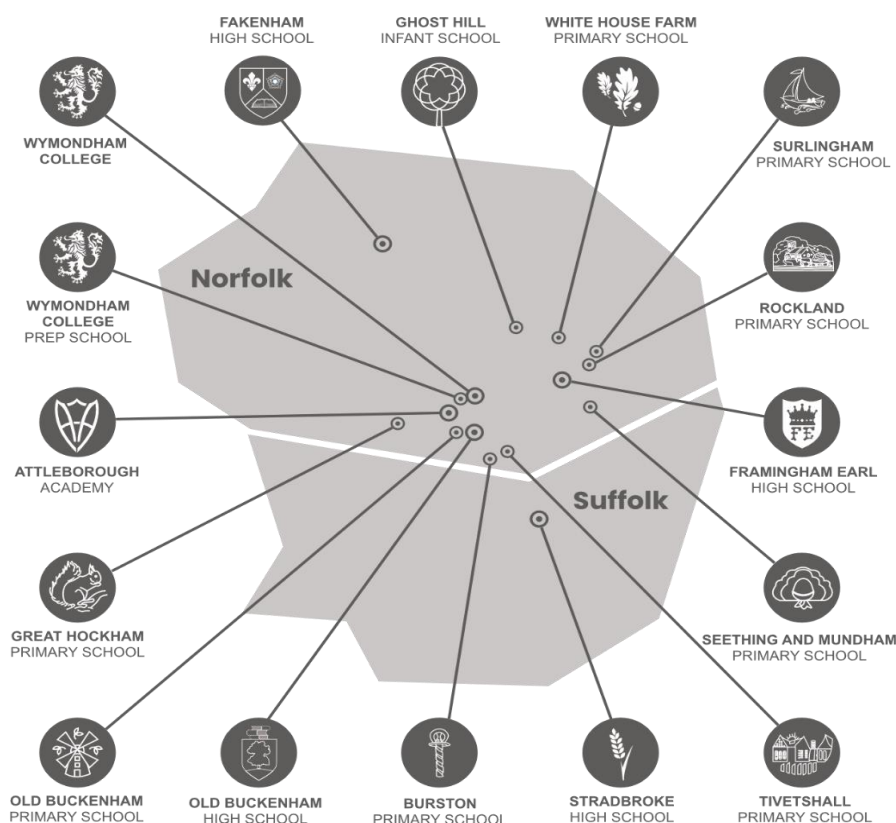 FAKENHAM
HIGH SCHOOL
GHOST HILL
INFANT SCHOOL
WHITE HOUSE FARM
PRIMARY SCHOOL
WYMONDHAM
COLLEGE
SURLINGHAM
PRIMARY SCHOOL
Norfolk
WYMONDHAM
COLLEGE
PREP SCHOOL
ROCKLAND
PRIMARY SCHOOL
ATTLEBOROUGH
ACADEMY
F E
FRAMINGHAM EARL
HIGH SCHOOL
Suffolk
GREAT HOCKHAM
PRIMARY SCHOOL
SEETHING AND MUNDHAM
PRIMARY SCHOOL
OLD BUCKENHAM
PRIMARY SCHOOL
OLD BUCKENHAM
HIGH SCHOOL
BURSTON
PRIMARY SCHOOL
STRADBROKE
HIGH SCHOOL
TIVETSHALL
PRIMARY SCHOOL